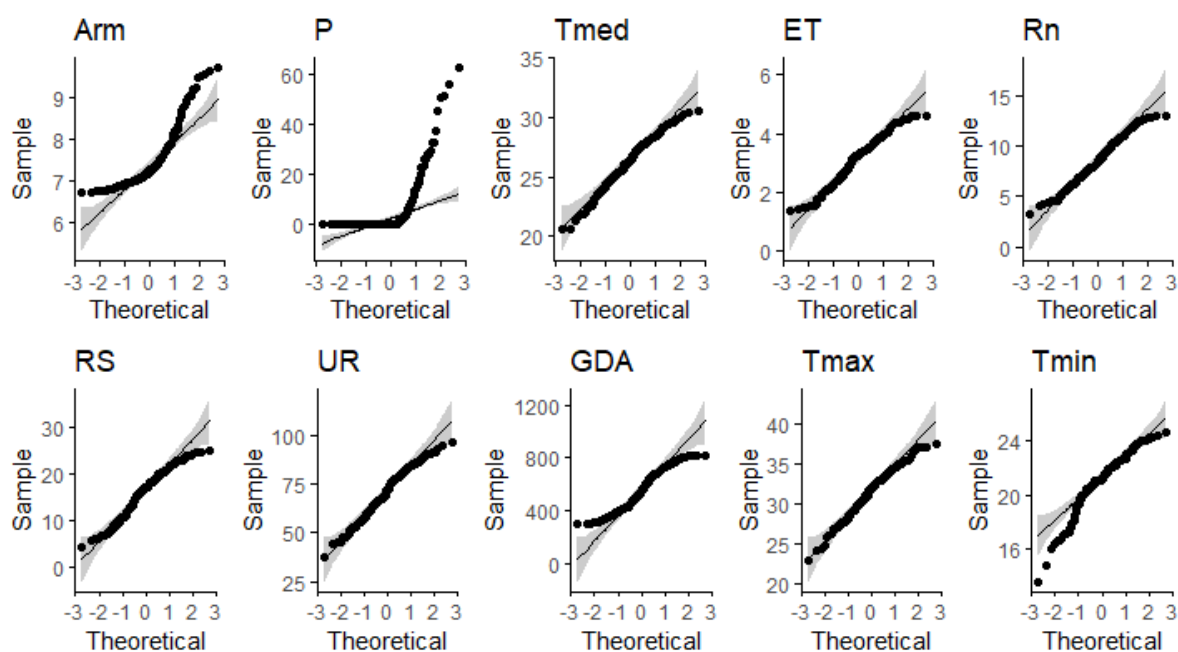 Arm P Tmed ET Rn
Sample 9 8 7 6
Sample 60 40 20 0
Sample 35 30 25 20
Sample 6 4 2 0
Sample 15 10 5 0
-3 -2 -1 0 1 2 3 -3 -2 -1 0 1 2 3 -3 -2 -1 0 1 2 3 -3 -2 -1 0 1 2 3 -3 -2 -1 0 1 2 3
Theoretical Theoretical Theoretical Theoretical Theoretical
RS UR GDA Tmax Tmin
Sample 30 20 10 0
Sample 100 75 50 25
Sample 1200 800 400 0
Sample 40 35 30 25 20
Sample 24 20 16
-3 -2 -1 0 1 2 3 -3 -2 -1 0 1 2 3 -3 -2 -1 0 1 2 3 -3 -2 -1 0 1 2 3 -3 -2 -1 0 1 2 3
Theoretical Theoretical Theoretical Theoretical Theoretical